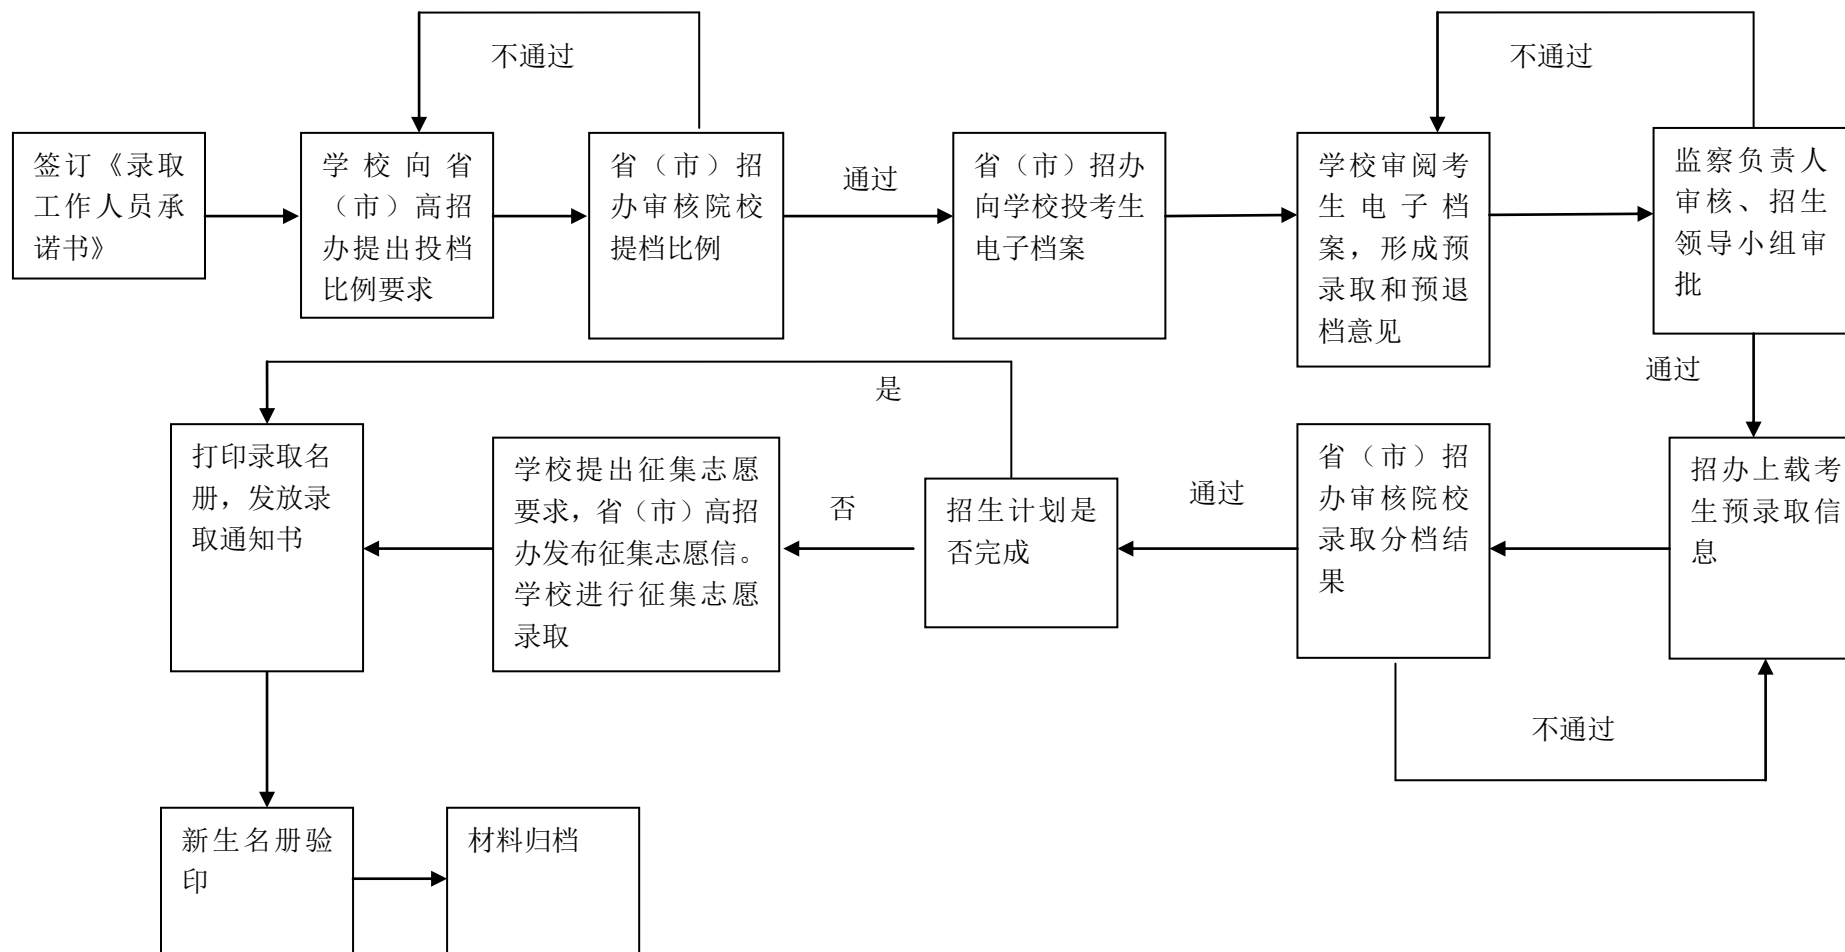 不通过
不通过
签订《录取
工作人员承
诺书》
学校向省
（市）高招
办提出投档
比例要求
省（市）招
办审核院校
提档比例
通过
省（市）招办
向学校投考生
电子档案
学校审阅考
生电子档
案，形成预
录取和预退
档意见
监察负责人
审核、招生
领导小组审
批
通过
是
打印录取名
册，发放录
取通知书
学校提出征集志愿
要求，省（市）高招
办发布征集志愿信。
学校进行征集志愿
录取
否
招生计划是
否完成
通过
省（市）招
办审核院校
录取分档结
果
招办上载考
生预录取信
息
不通过
新生名册验
印
材料归档